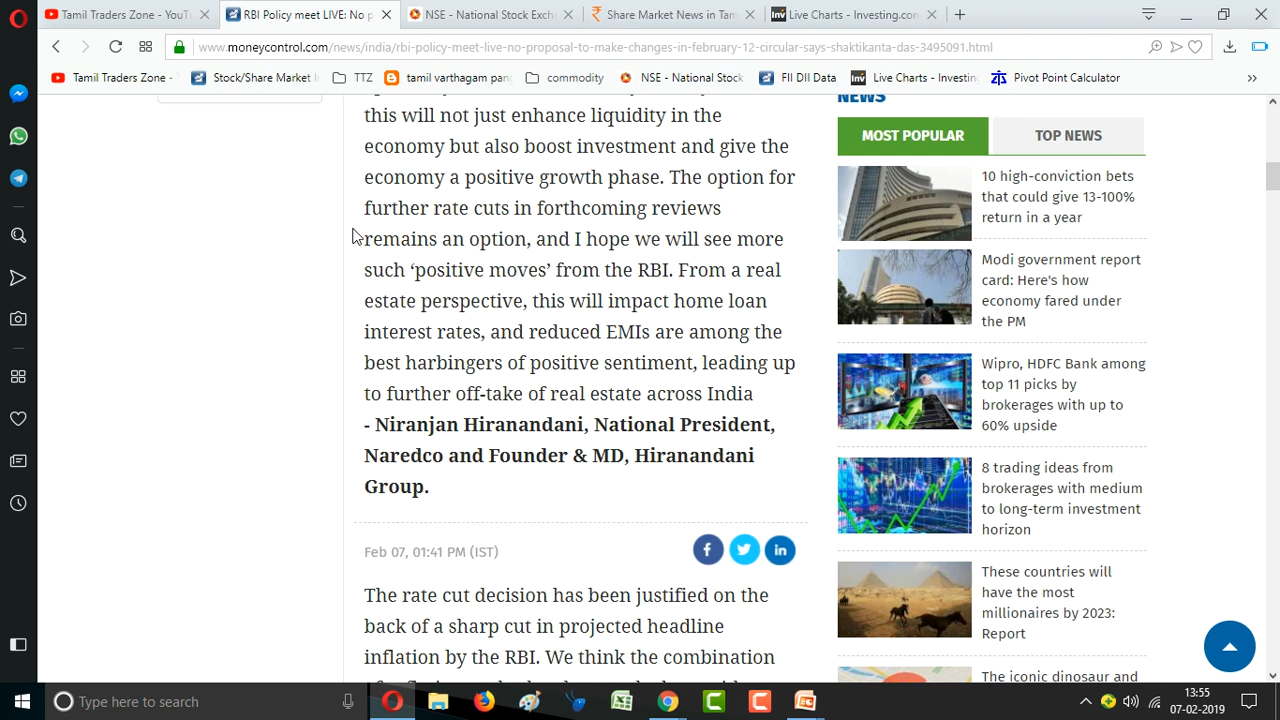 Tamil Traders Zone - YouTu
RBI Policy meet LIVE: No p
NSE - National Stock Exch
Share Market News in Tam
Live Charts - Investing.com
www.moneycontrol.com/news/india/rbi-policy-meet-live-no-proposal-to-make-changes-in-february-12-circular-says-shaktikanta-das-3495091.html
Tamil Traders Zone -
Stock/Share Market
TTZ
tamil varthagam pan
commodity
NSE - National Stock
FII DII Data
Live Charts - Investin
Pivot Point Calculator
this will not just enhance liquidity in the
economy but also boost investment and give the
economy a positive growth phase. The option for
further rate cuts in forthcoming reviews
remains an option, and I hope we will see more
such ‘positive moves’ from the RBI. From a real
estate perspective, this will impact home loan
interest rates, and reduced EMIs are among the
best harbingers of positive sentiment, leading up
to further off-take of real estate across India
- Niranjan Hiranandani, National President,
Naredco and Founder & MD, Hiranandani
Group.
Feb 07, 01:41 PM (IST)
The rate cut decision has been justified on the
back of a sharp cut in projected headline
inflation by the RBI. We think the combination
NEWS
MOST POPULAR
TOP NEWS
10 high-conviction bets
that could give 13-100%
return in a year
Modi government report
card: Here's how
economy fared under
the PM
Wipro, HDFC Bank among
top 11 picks by
brokerages with up to
60% upside
8 trading ideas from
brokerages with medium
to long-term investment
horizon
These countries will
have the most
millionaires by 2023:
Report
The iconic dinosaur and
Type here to search
13:55
07-02-2019